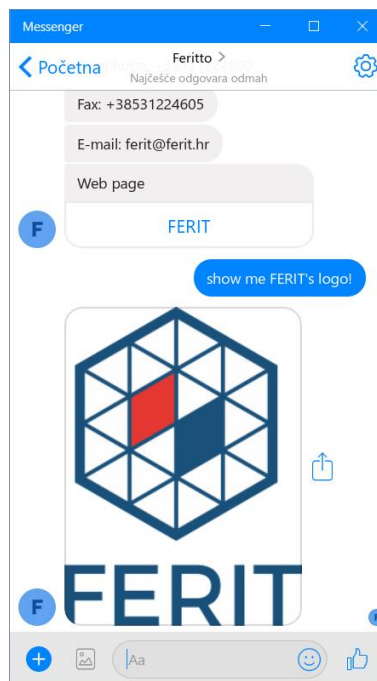 Messenger
Početna
Feritto >
Najčešće odgovara odmah
Fax: +38531224605
E-mail: ferit@ferit.hr
Web page
F
FERIT
show me FERIT's logo!
FERIT
F
Aa